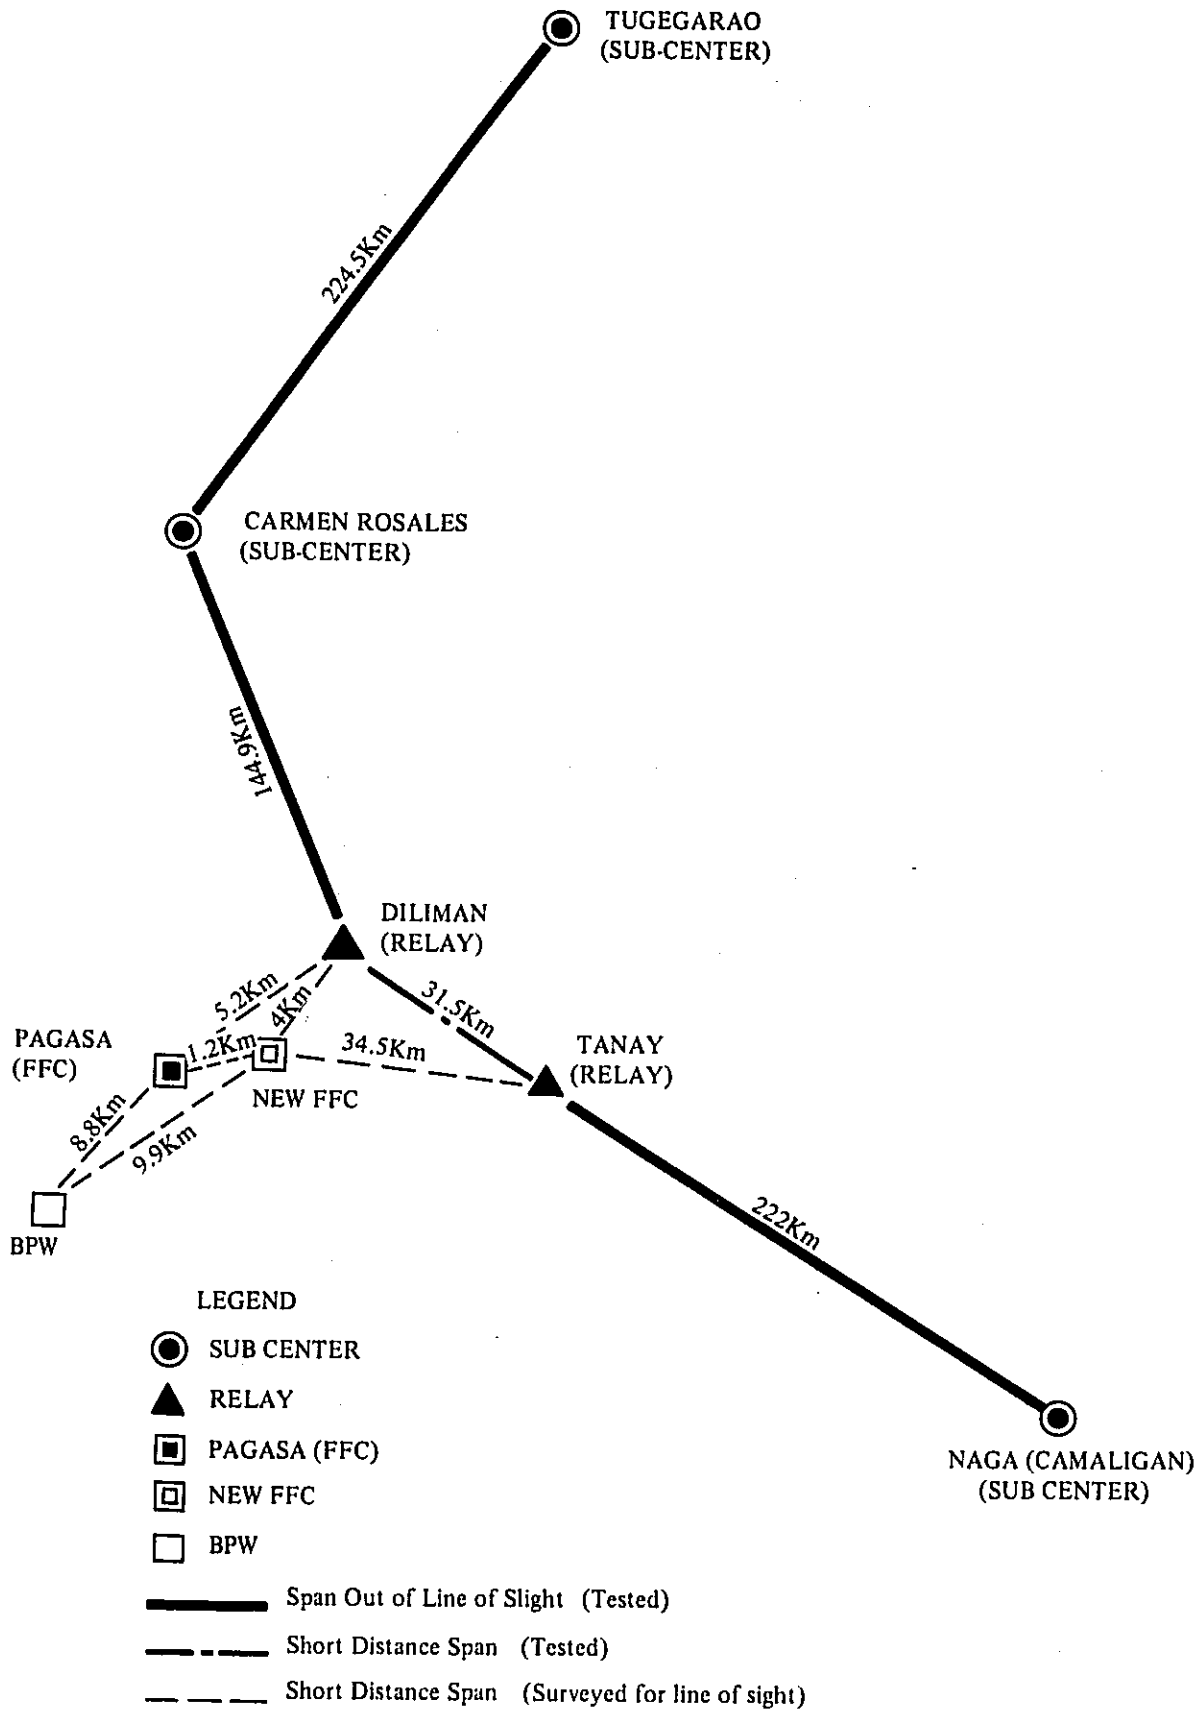 TUGEGARAO
(SUB-CENTER)
224.5Km
CARMEN ROSALES
(SUB-CENTER)
144.9Km
DILIMAN
(RELAY)
5.2Km
4Km
31.5Km
PAGASA
(FFC)
1.2Km
34.5Km
TANAY
(RELAY)
NEW FFC
8.8Km
9.9Km
222Km
BPW
LEGEND
SUB CENTER
RELAY
PAGASA (FFC)
NEW FFC
BPW
NAGA (CAMALIGAN)
(SUB CENTER)
Span Out of Line of Slight (Tested)
Short Distance Span (Tested)
Short Distance Span (Surveyed for line of sight)